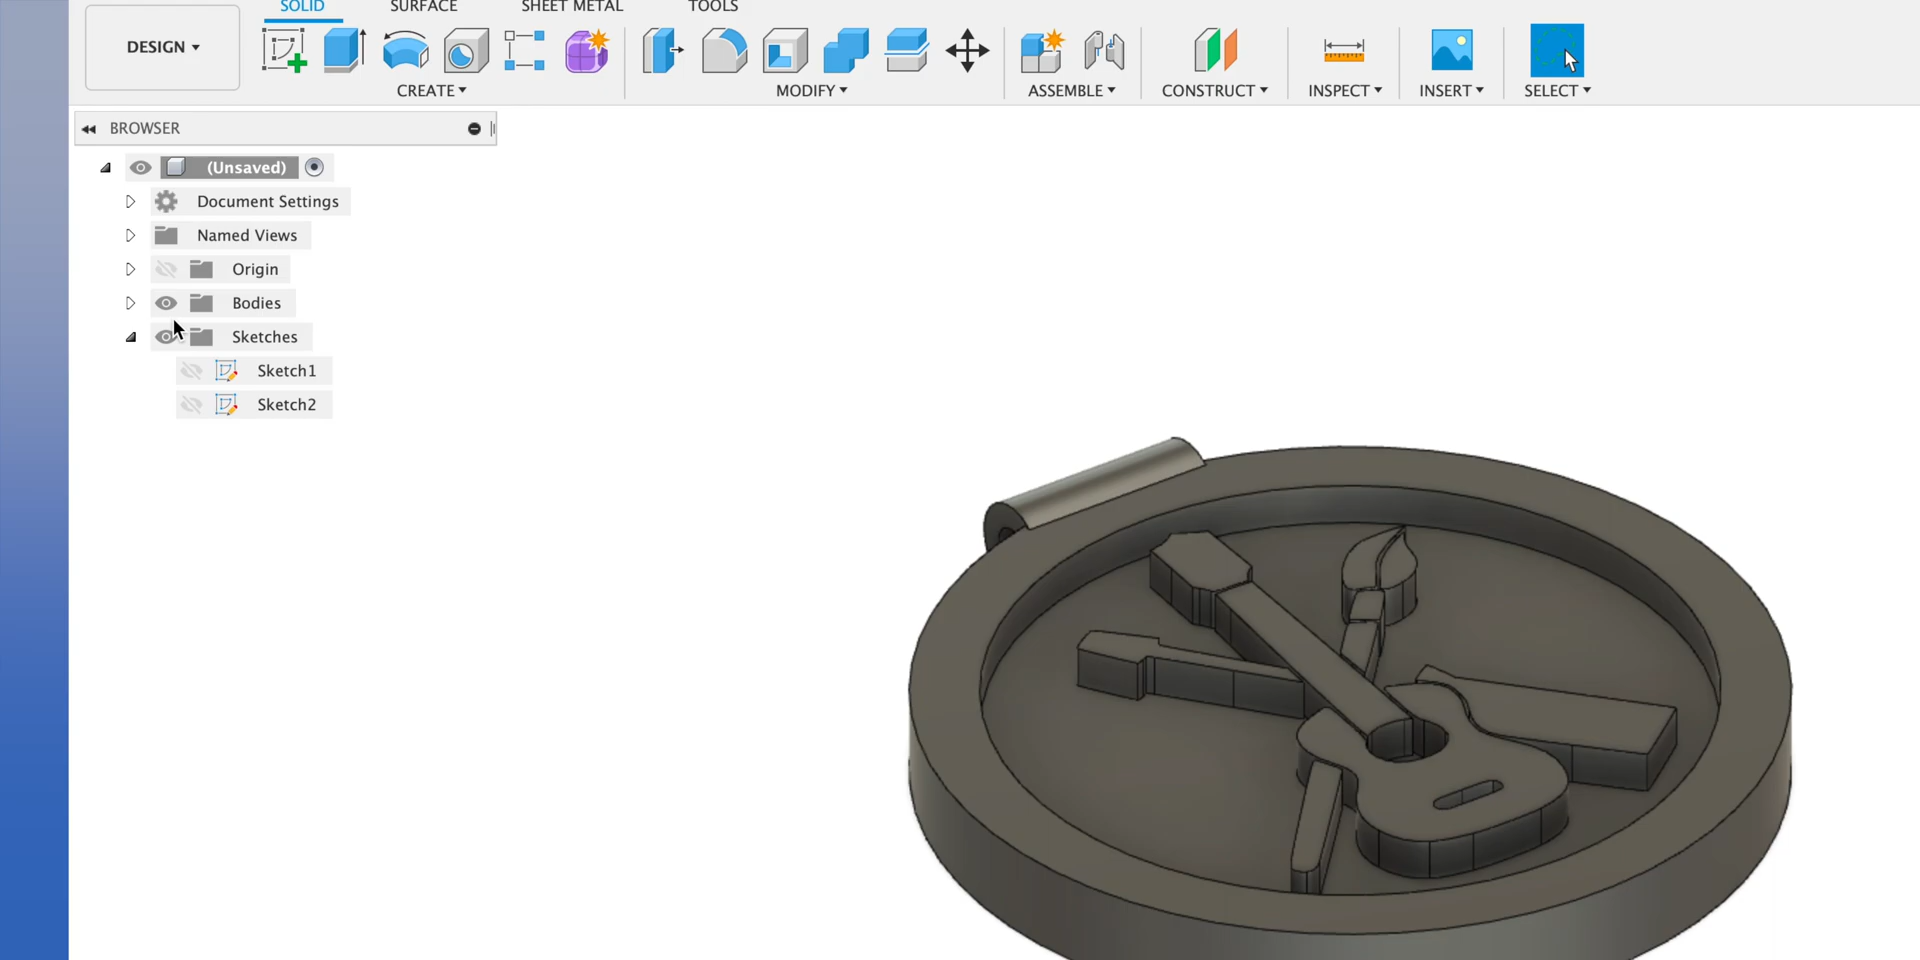 SOLID SURFACE SHEET METAL TOOLS
DESIGN
CREATE MODIFY ASSEMBLE CONSTRUCT INSPECT INSERT SELECT
BROWSER
(Unsaved)
Document Settings
Named Views
Origin
Bodies
Sketches
Sketch1
Sketch2